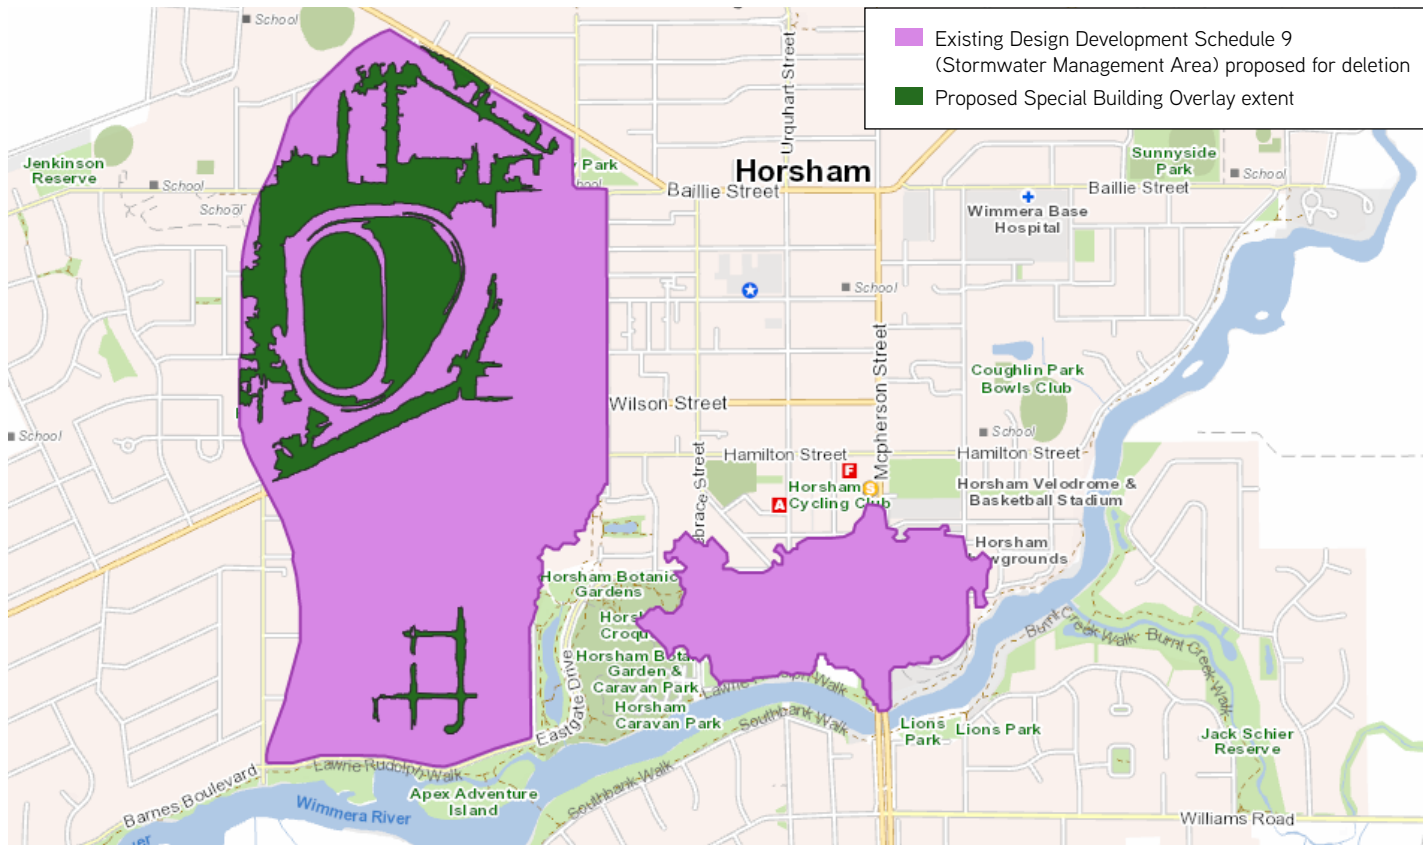 Existing Design Development Schedule 9
(Stormwater Management Area) proposed for deletion
Proposed Special Building Overlay extent
School
Urquhart Street
Jenkinson
Reserve
School
School
Park
Horsham
Baillie Street
Sunnyside
Park
School
Baillie Street
Wimmera Base
Hospital
School
Mcpherson Street
Coughlin Park
Bowls Club
Wilson Street
School
School
Hamilton Street
Hamilton Street
F
S
A
Horsham
Cycling Club
Horsham Velodrome &
Basketball Stadium
Horsham
Horsham Botanic
Gardens
Horsham Bota
Garden &
Caravan Park
Horsham
Caravan Park
Eastgate Drive
Lawne
Walk
Southbank Walk
Southbank Walk
Burnt Creek Walk
Burnt Creek Walk
Lions
Park
Lions Park
Jack Schier
Reserve
Lawrie Rudolph Walk
Barnes Boulevard
Apex Adventure
Island
Wimmera River
Williams Road